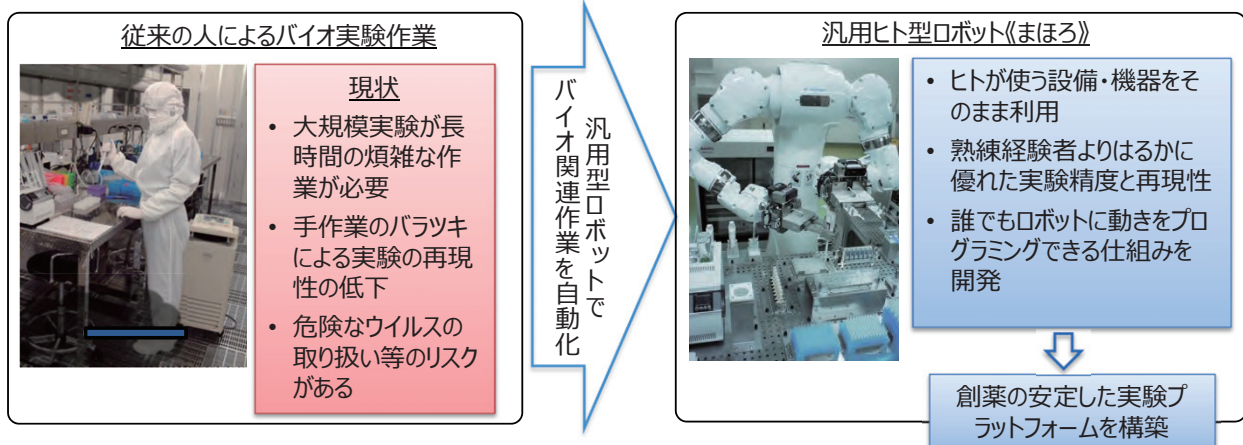 従来の人によるバイオ実験作業
現状
• 大規模実験が長
時間の煩雑な作
業が必要
• 手作業のバラツキ
による実験の再現
性の低下
• 危険なウイルスの
取り扱い等のリスク
がある
汎用型ロボットで
バイオ関連作業を自動化
汎用ヒト型ロボット《まほろ》
• ヒトが使う設備・機器をそ
のまま利用
• 熟練経験者よりはるかに
優れた実験精度と再現性
• 誰でもロボットに動きをプロ
グラミングできる仕組みを
開発
創薬の安定した実験プ
ラットフォームを構築